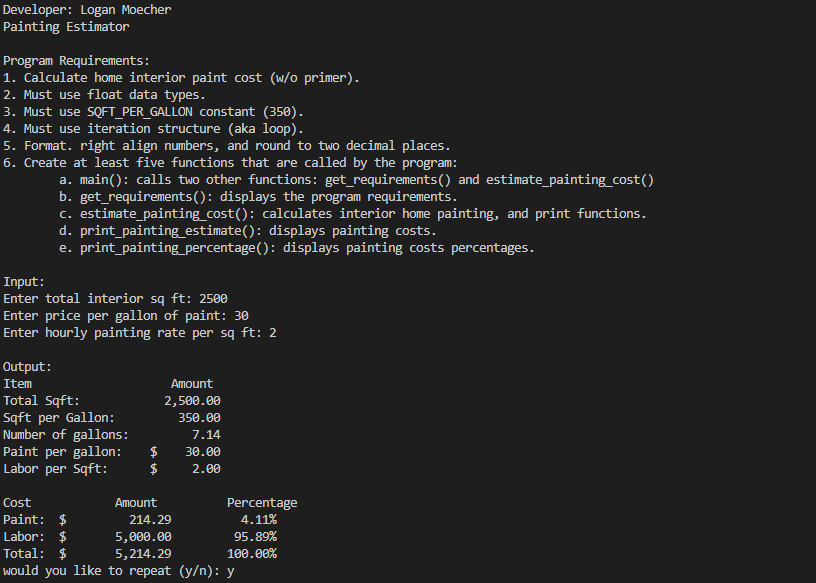 Developer: Logan Moecher
Painting Estimator
Program Requirements:
1. Calculate home interior paint cost (w/o primer).
2. Must use float data types.
3. Must use SQFT_PER_GALLON constant (350).
4. Must use iteration structure (aka loop).
5. Format. right align numbers, and round to two decimal places.
6. Create at least five functions that are called by the program:
a. main(): calls two other functions: get_requirements() and estimate_painting_cost()
b. get_requirements(): displays the program requirements.
c. estimate_painting_cost(): calculates interior home painting, and print functions.
d. print_painting_estimate(): displays painting costs.
e. print_painting_percentage(): displays painting costs percentages.
Input:
Enter total interior sq ft: 2500
Enter price per gallon of paint: 30
Enter hourly painting rate per sq ft: 2
Output:
Item Amount
Total Sqft: 2,500.00
Sqft per Gallon: 350.00
Number of gallons: 7.14
Paint per gallon: $ 30.00
Labor per Sqft: $ 2.00
Cost Amount Percentage
Paint: $ 214.29 4.11%
Labor: $ 5,000.00 95.89%
Total: $ 5,214.29 100.00%
would you like to repeat (y/n): y